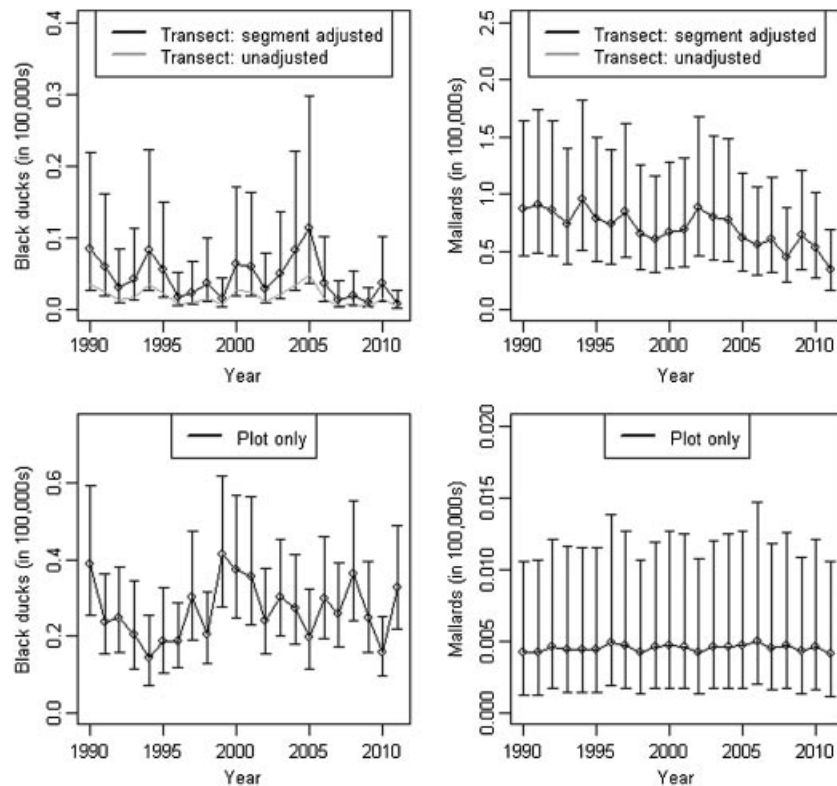 Transect: segment adjusted
Transect: unadjusted
Black ducks (in 100,000s)
0.4
0.3
0.2
0.1
0.0
1990 1995 2000 2005 2010
Year
Transect: segment adjusted
Transect: unadjusted
Mallards (in 100,000s)
2.5
2.0
1.5
1.0
0.5
0.0
1990 1995 2000 2005 2010
Year
Plot only
Black ducks (in 100,000s)
0.6
0.4
0.2
0.0
1990 1995 2000 2005 2010
Year
Plot only
Mallards (in 100,000s)
0.020
0.015
0.010
0.005
0.000
1990 1995 2000 2005 2010
Year